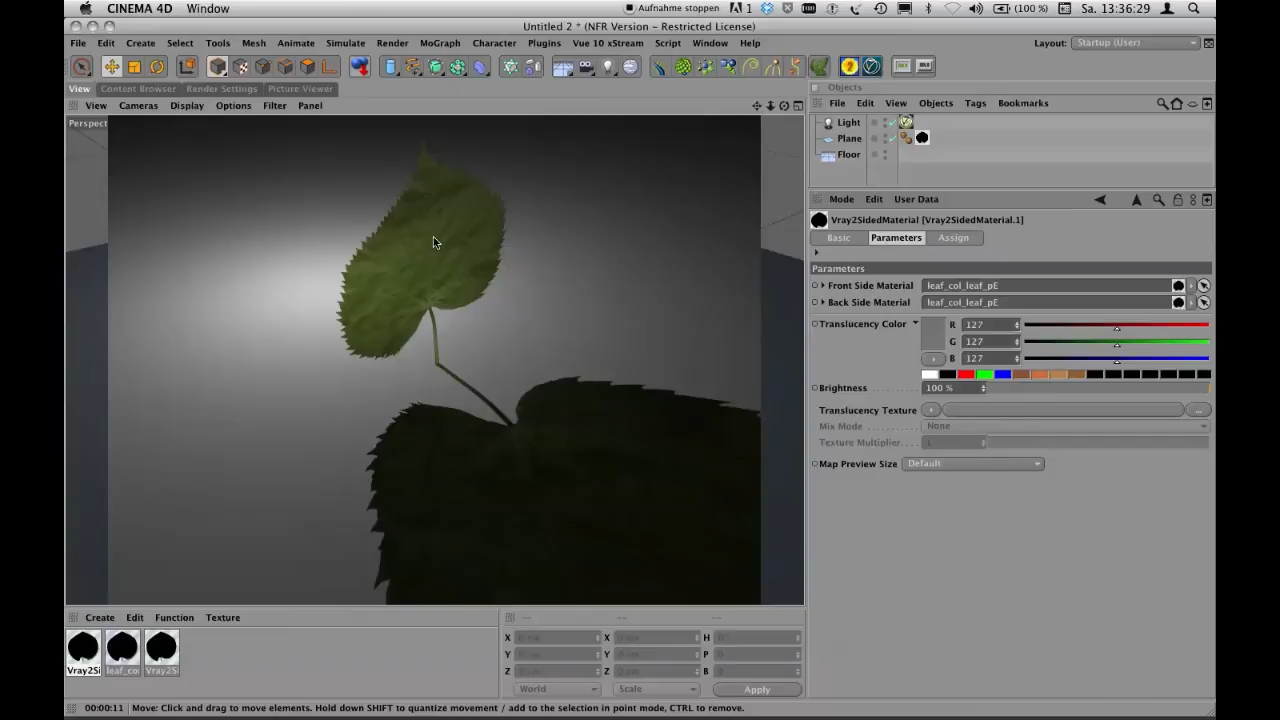 CINEMA 4D Window Aufnahme stoppen 1 (100 %) Sa. 13:36:29
Untitled 2 * (NFR Version - Restricted License)
File Edit Create Select Tools Mesh Animate Simulate Render MoGraph Character Plugins Vue 10 xStream Script Window Help Layout: Startup (User)
View Content Browser Render Settings Picture Viewer
Objects
View Cameras Display Options Filter Panel
File Edit View Objects Tags Bookmarks
Perspect
Light
Plane
Floor
Mode Edit User Data
Vray2SidedMaterial [Vray2SidedMaterial.1]
Basic Parameters Assign
Parameters
Front Side Material leaf_col_leaf_pE
Back Side Material leaf_col_leaf_pE
Translucency Color R 127
G 127
B 127
Brightness 100 %
Translucency Texture ...
Mix Mode None
Texture Multiplier
Map Preview Size Default
Create Edit Function Texture
Vray2Si leaf_co Vray2Si
X X H
Y Y P
Z Z B
World Scale Apply
00:00:11 Move: Click and drag to move elements. Hold down SHIFT to quantize movement / add to the selection in point mode, CTRL to remove.